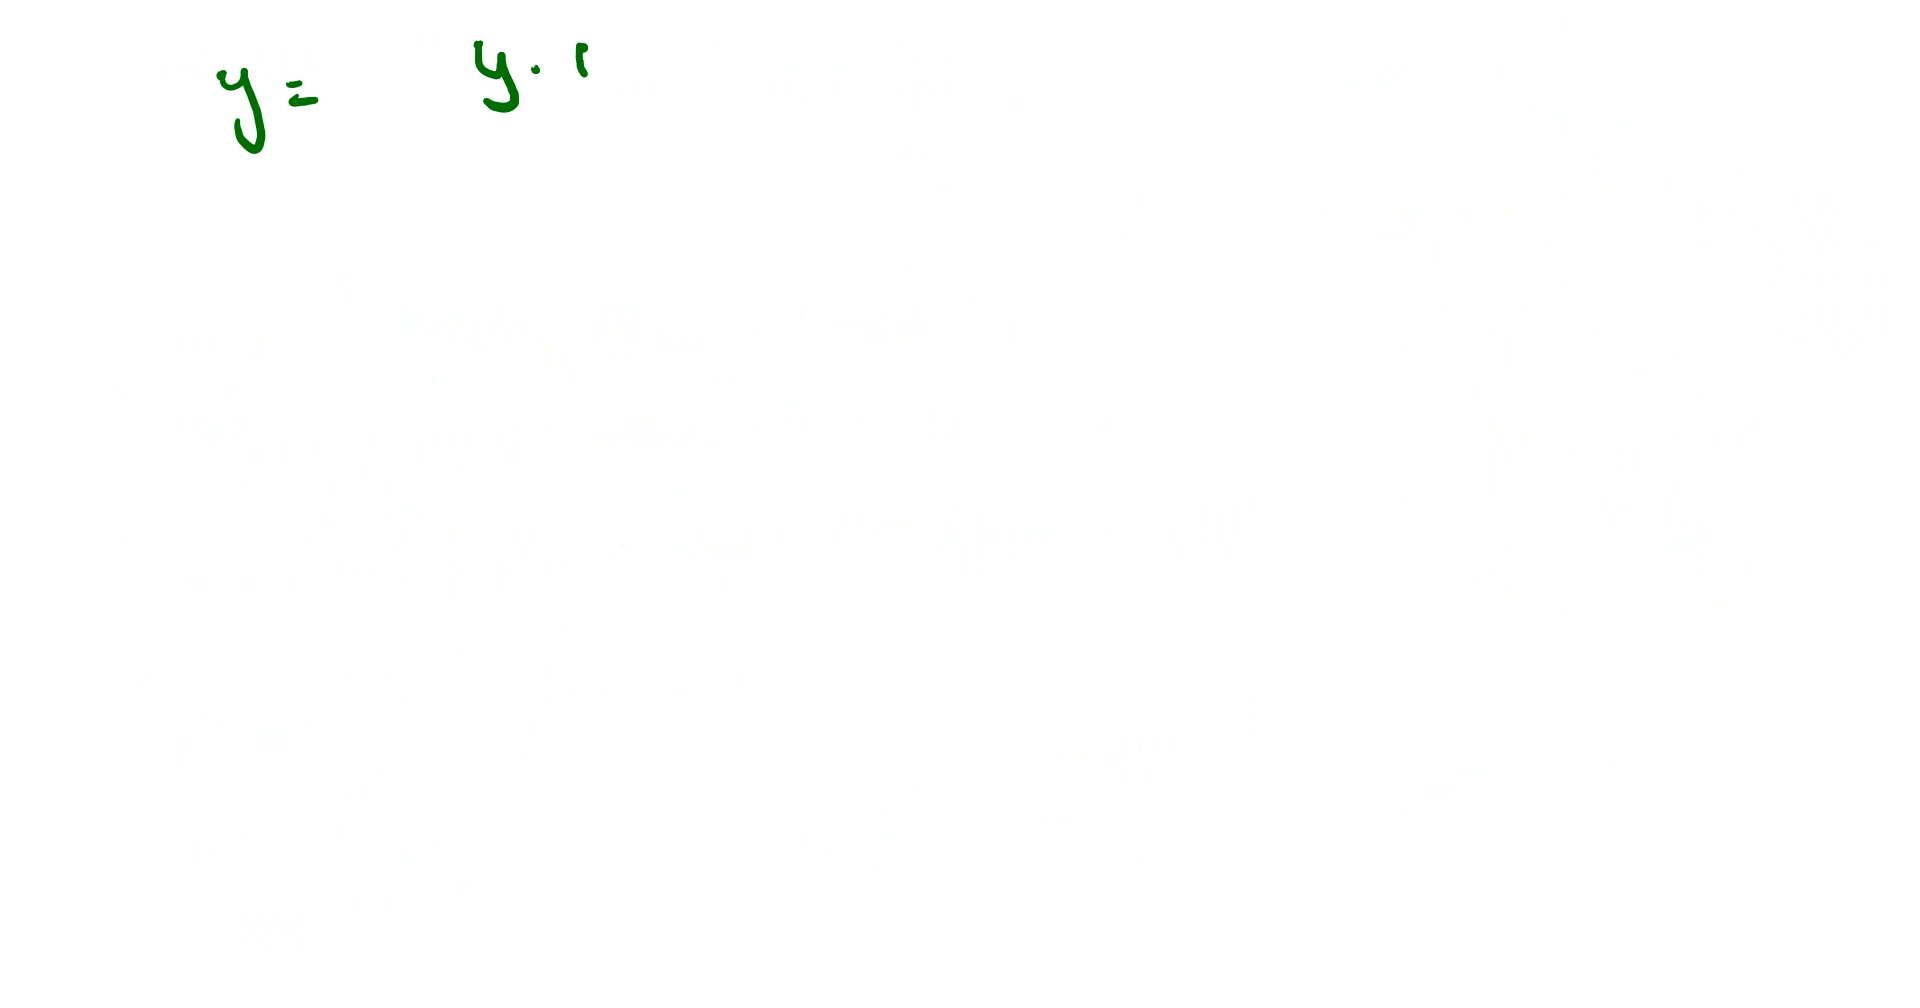 y = y . 1